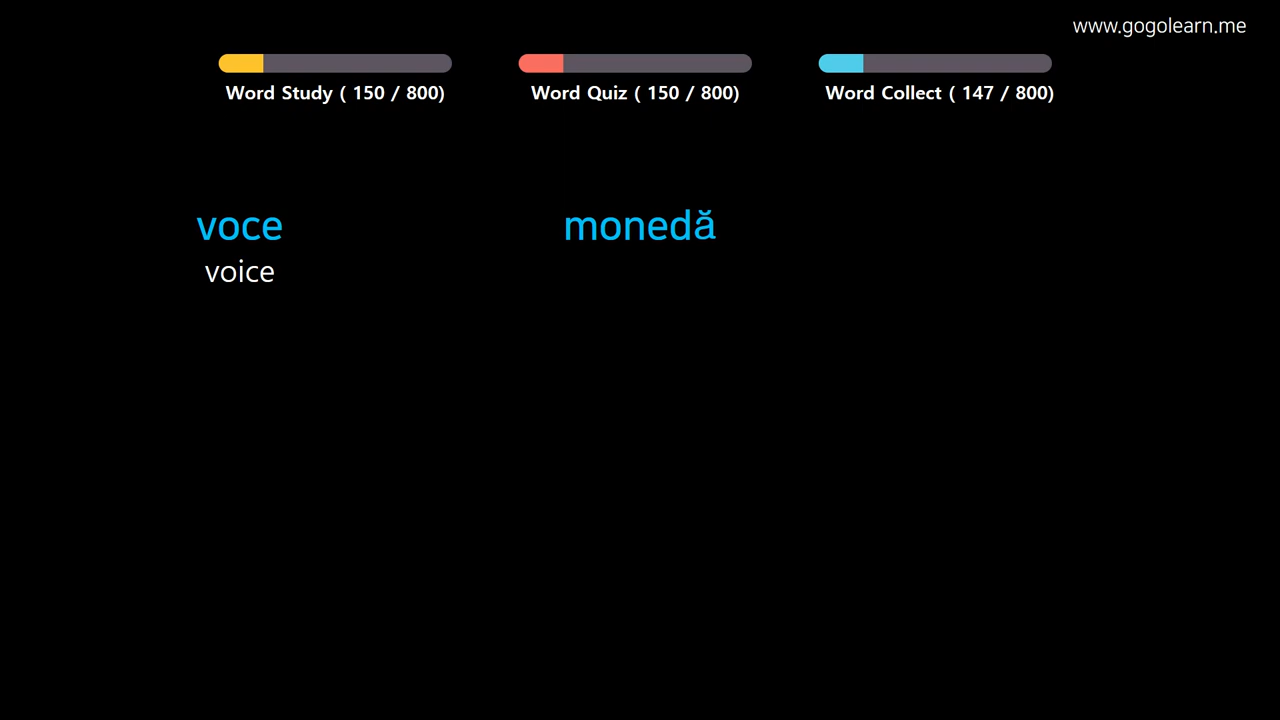 www.gogolearn.me
Word Study ( 150 / 800)
Word Quiz ( 150 / 800)
Word Collect ( 147 / 800)
voce
monedă
voice